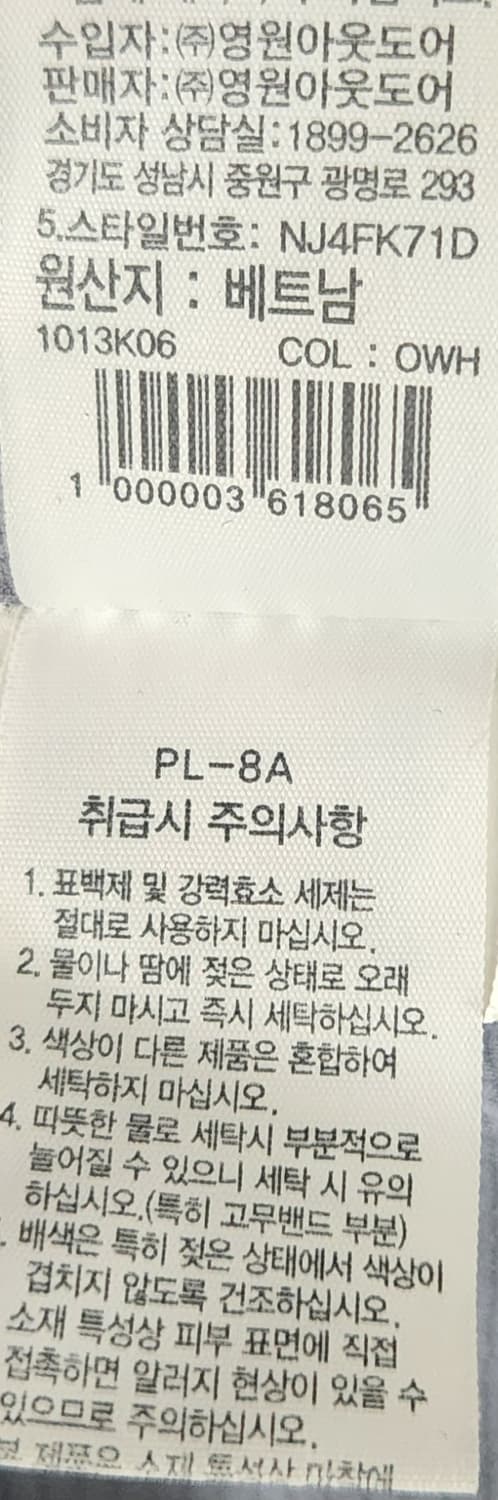 수입자:㈜영원아웃도어
판매자:㈜영원아웃도어
소비자 상담실:1899-2626
경기도 성남시 중원구 광명로 293
5.스타일번호: NJ4FK71D
원산지 : 베트남
1013K06 COL : OWH
1 000003 618065
PL-8A
취급시 주의사항
1. 표백제 및 강력효소 세제는
절대로 사용하지 마십시오.
2. 물이나 땀에 젖은 상태로 오래
두지 마시고 즉시 세탁하십시오.
3. 색상이 다른 제품은 혼합하여
세탁하지 마십시오.
4. 따뜻한 물로 세탁시 부분적으로
늘어질 수 있으니 세탁 시 유의
하십시오.(특히 고무밴드 부분)
. 배색은 특히 젖은 상태에서 색상이
겹치지 않도록 건조하십시오.
소재 특성상 피부 표면에 직접
접촉하면 알러지 현상이 있을 수
있으므로 주의하십시오.
본 제품은 소재 특성상 마찰에